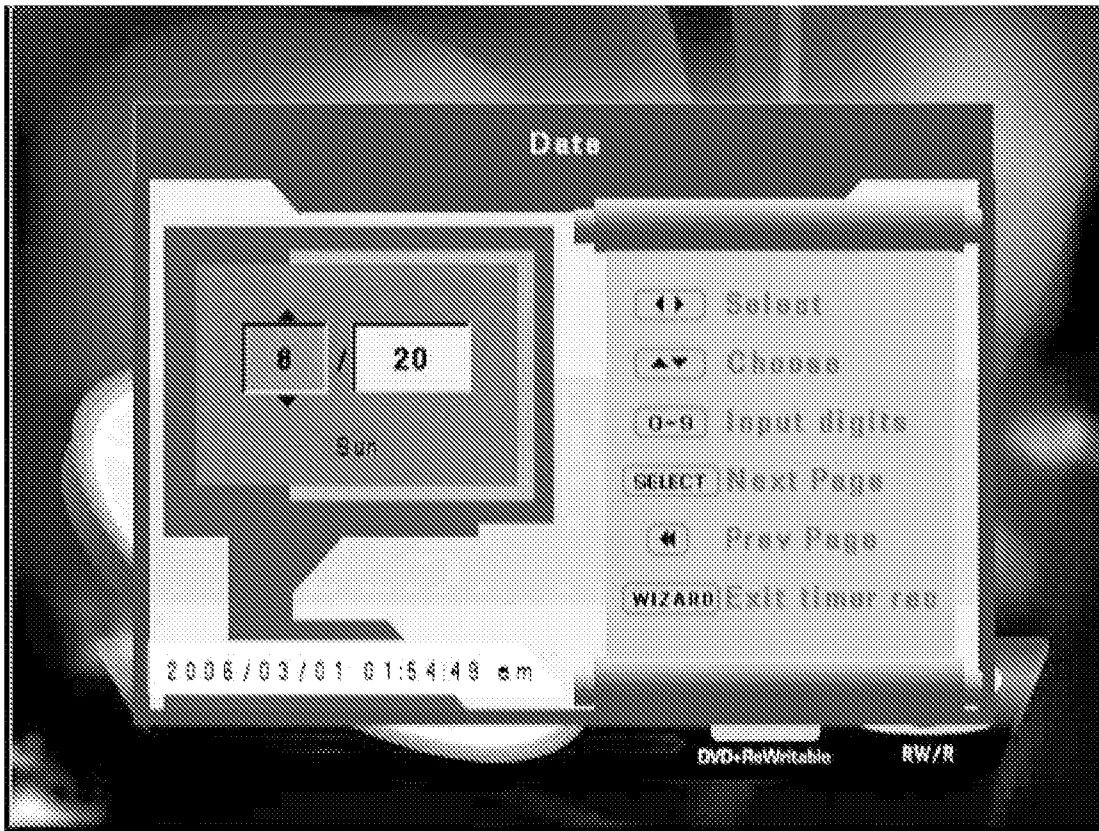 Date
8 / 20
Sun
Select
Choose
0~9 Input digits
SELECT Next Page
Prev Page
WIZARD Exit timer rec
2006/03/01 01:54:48 am
DVD+ReWritable
RW/R